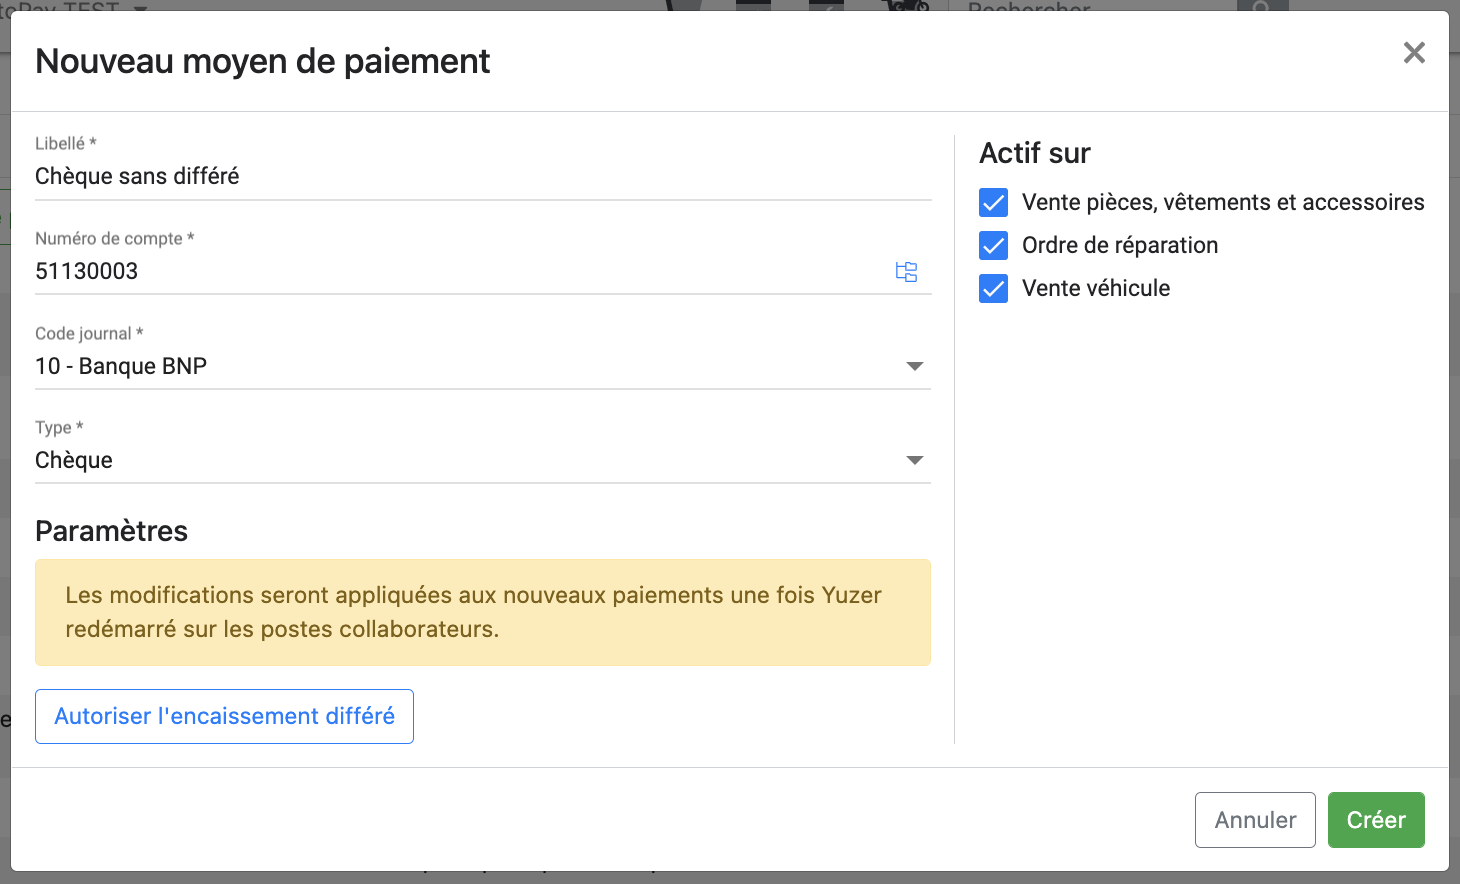 Nouveau moyen de paiement
Libellé *
Chèque sans différé
Numéro de compte *
51130003
Code journal *
10 - Banque BNP
Type *
Chèque
Paramètres
Les modifications seront appliquées aux nouveaux paiements une fois Yuzer
redémarré sur les postes collaborateurs.
Autoriser l'encaissement différé
Actif sur
Vente pièces, vêtements et accessoires
Ordre de réparation
Vente véhicule
Annuler
Créer